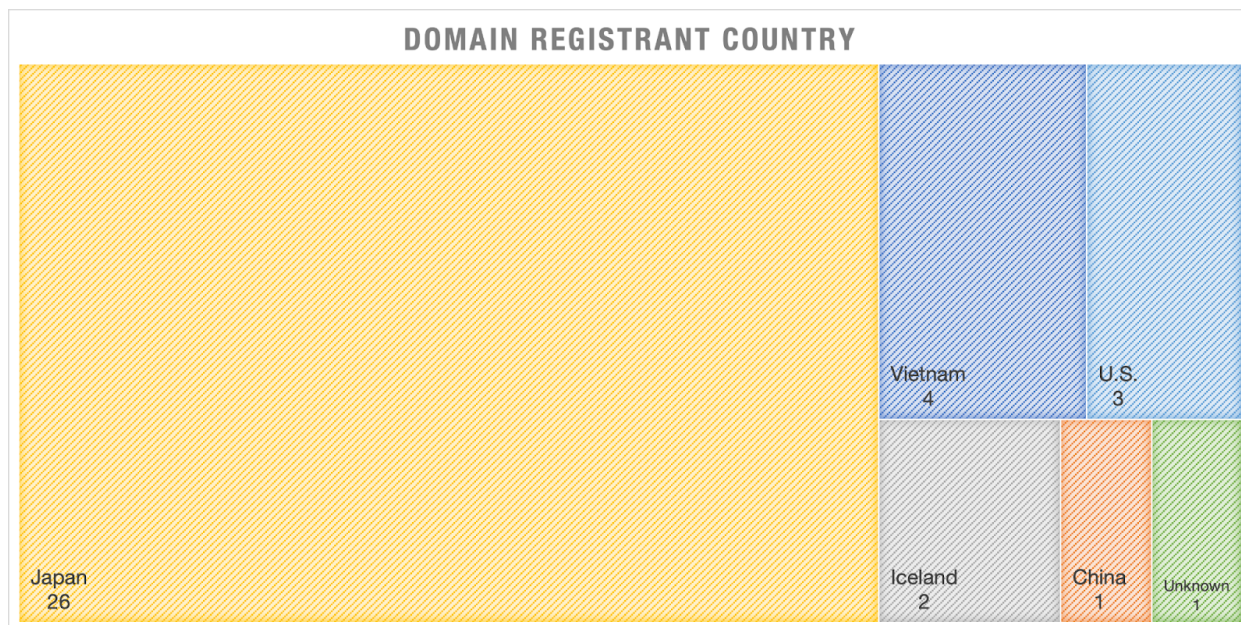 DOMAIN REGISTRANT COUNTRY
Japan
26
Vietnam
4
U.S.
3
Iceland
2
China
1
Unknown
1